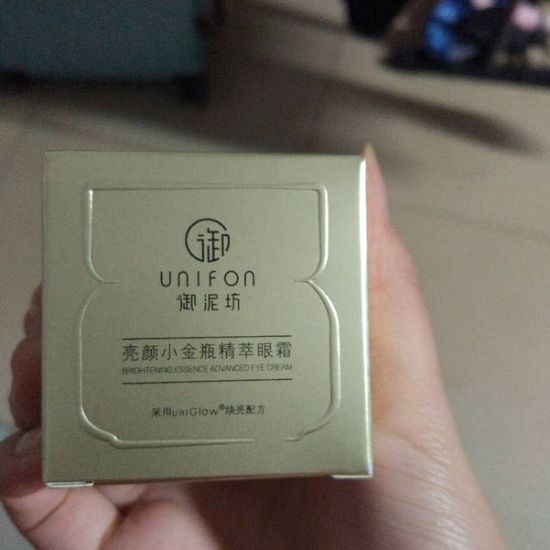 御
UNIFON
御泥坊
亮颜小金瓶精萃眼霜
BRIGHTENING ESSENCE ADVANCED EYE CREAM
采用uniGlow®焕亮配方